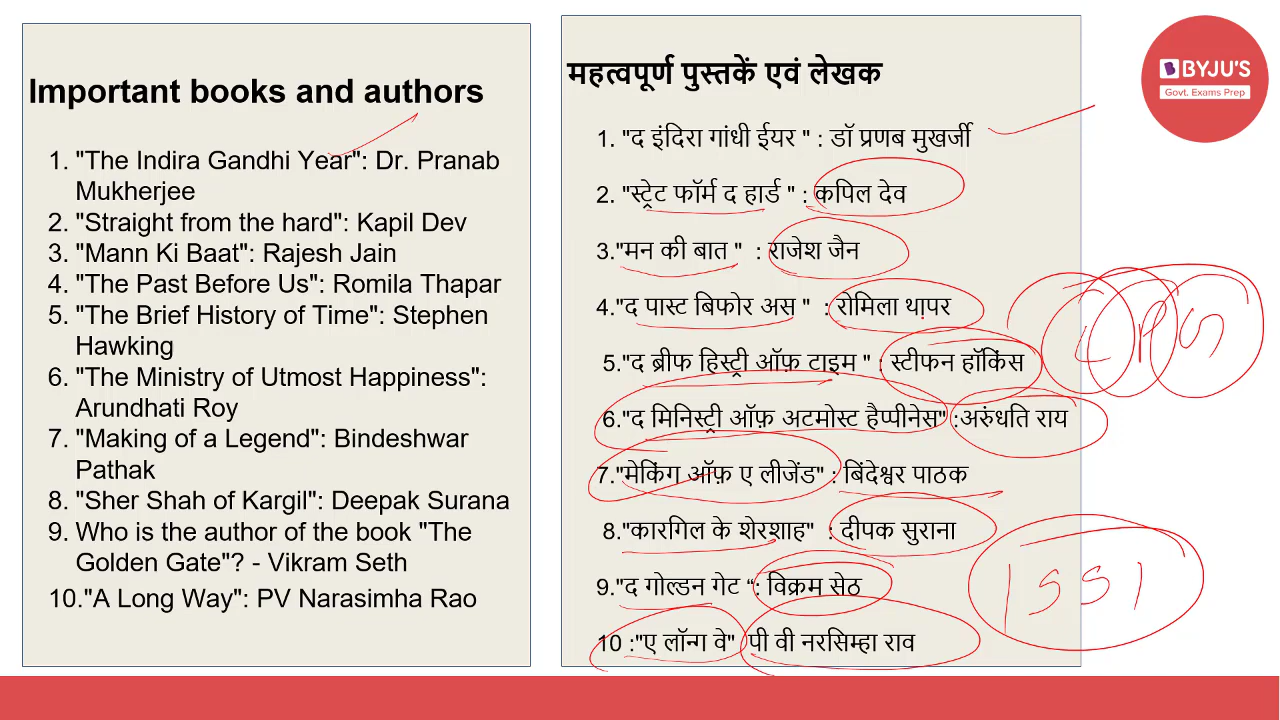 Important books and authors
1. "The Indira Gandhi Year": Dr. Pranab
Mukherjee
2. "Straight from the hard": Kapil Dev
3. "Mann Ki Baat": Rajesh Jain
4. "The Past Before Us": Romila Thapar
5. "The Brief History of Time": Stephen
Hawking
6. "The Ministry of Utmost Happiness":
Arundhati Roy
7. "Making of a Legend": Bindeshwar
Pathak
8. "Sher Shah of Kargil": Deepak Surana
9. Who is the author of the book "The
Golden Gate"? - Vikram Seth
10."A Long Way": PV Narasimha Rao
महत्वपूर्ण पुस्तकें एवं लेखक
1. "द इंदिरा गांधी ईयर " : डॉ प्रणब मुखर्जी
2. "स्ट्रेट फॉर्म द हार्ड " : कपिल देव
3."मन की बात " : राजेश जैन
4."द पास्ट बिफोर अस " : रोमिला थापर
5."द ब्रीफ हिस्ट्री ऑफ़ टाइम " : स्टीफन हॉकिंस
6."द मिनिस्ट्री ऑफ़ अटमोस्ट हैप्पीनेस" :अरुंधति राय
7."मेकिंग ऑफ़ ए लीजेंड" : बिंदेश्वर पाठक
8."कारगिल के शेरशाह" : दीपक सुराना
9."द गोल्डन गेट “: विक्रम सेठ
10 :"ए लॉन्ग वे" पी वी नरसिम्हा राव
BYJU'S
Govt. Exams Prep